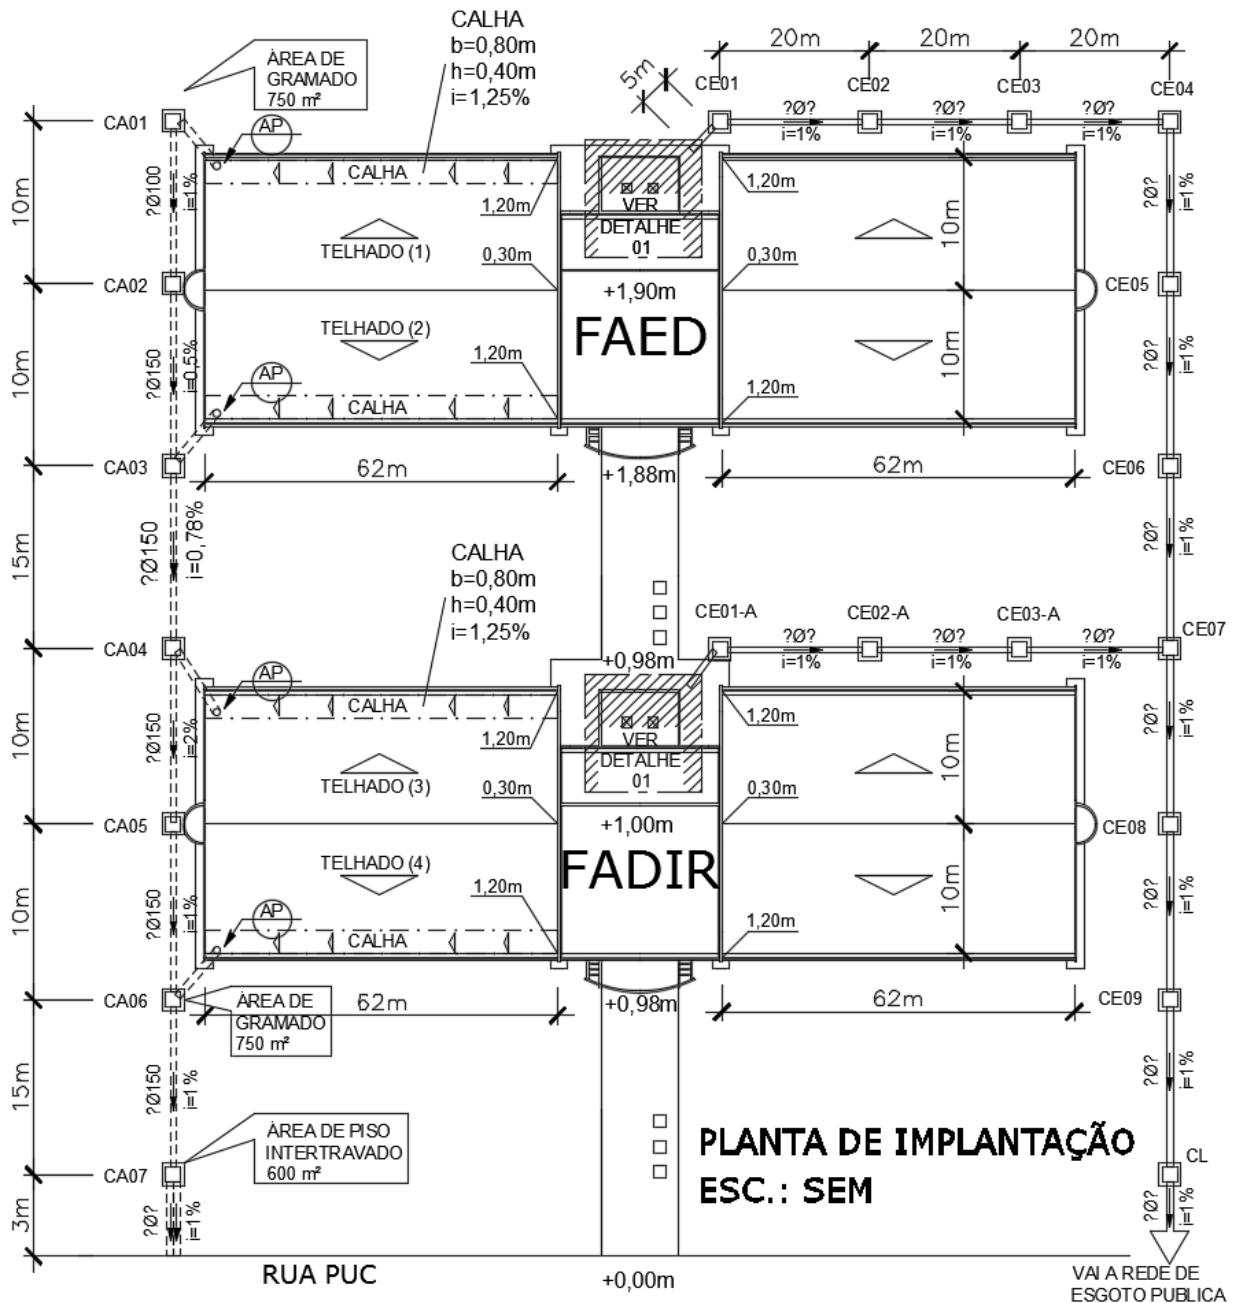 CALHA
b=0,80m
h=0,40m
i=1,25%
ÁREA DE
GRAMADO
750 m²
5m
20m
20m
20m
CE01
CE02
CE03
CE04
CA01
AP
?Ø?
i=1%
?Ø?
i=1%
?Ø?
i=1%
10m
?Ø100
i=1%
CALHA
1,20m
VER
DETALHE
01
1,20m
10m
?Ø?
i=1%
TELHADO (1)
0,30m
0,30m
CA02
+1,90m
CE05
FAED
TELHADO (2)
10m
?Ø150
i=0,5%
AP
1,20m
1,20m
10m
?Ø?
i=1%
CALHA
CA03
62m
+1,88m
62m
CE06
15m
?Ø150
i=0,78%
?Ø?
i=1%
CALHA
b=0,80m
h=0,40m
i=1,25%
CE01-A
CE02-A
CE03-A
CE07
?Ø?
i=1%
?Ø?
i=1%
?Ø?
i=1%
CA04
+0,98m
AP
10m
?Ø150
i=2%
CALHA
1,20m
VER
DETALHE
01
1,20m
10m
?Ø?
i=1%
TELHADO (3)
0,30m
0,30m
CA05
+1,00m
CE08
FADIR
TELHADO (4)
10m
?Ø150
i=1%
AP
1,20m
1,20m
10m
?Ø?
i=1%
CALHA
CA06
ÁREA DE
GRAMADO
750 m²
62m
+0,98m
62m
CE09
15m
?Ø150
i=1%
?Ø?
i=1%
ÁREA DE PISO
INTERTRAVADO
600 m²
PLANTA DE IMPLANTAÇÃO
ESC.: SEM
CA07
CL
3m
?Ø?
i=1%
?Ø?
i=1%
RUA PUC
+0,00m
VAI A REDE DE
ESGOTO PUBLICA